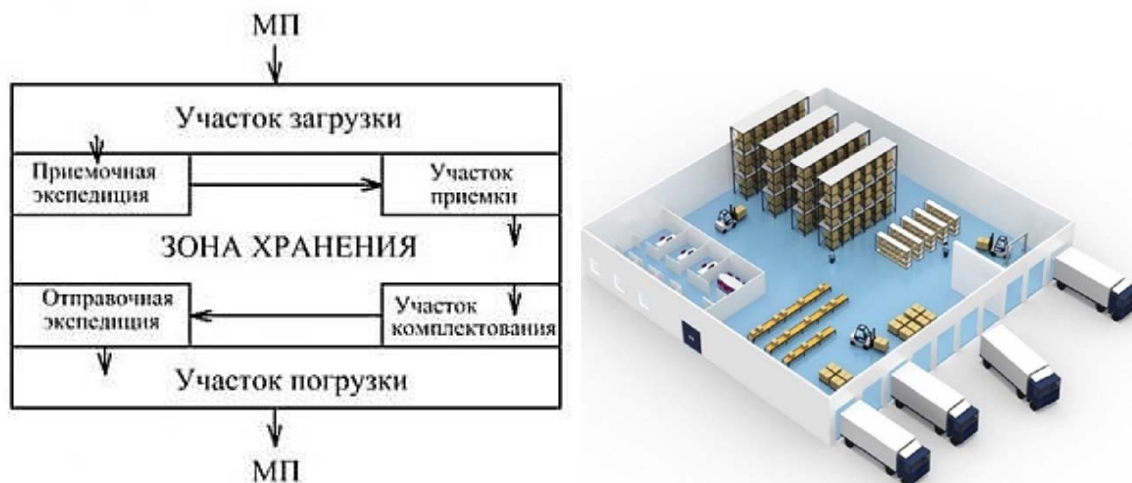 МП
Участок загрузки
Приемочная
экспедиция
Участок
приемки
ЗОНА ХРАНЕНИЯ
Отправочная
экспедиция
Участок
комплектования
Участок погрузки
МП